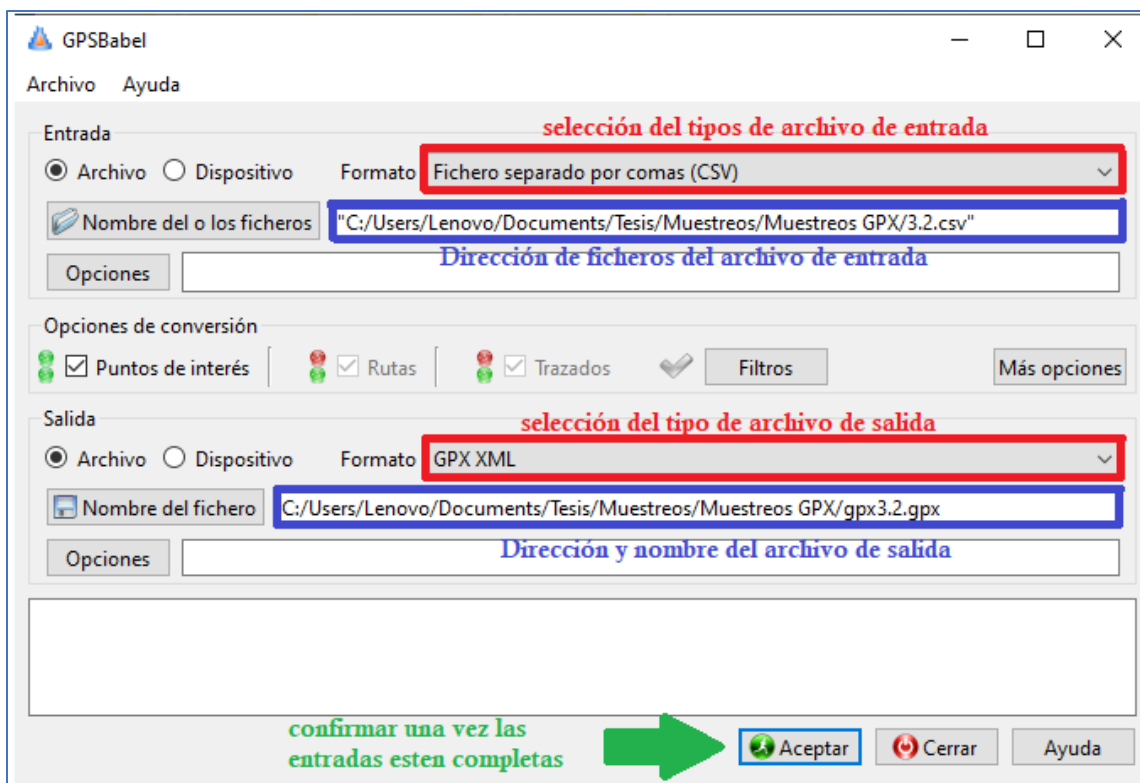 GPSBabel
Archivo Ayuda
Entrada
selección del tipos de archivo de entrada
Archivo Dispositivo Formato Fichero separado por comas (CSV)
Nombre del o los ficheros "C:/Users/Lenovo/Documents/Tesis/Muestreos/Muestreos GPX/3.2.csv"
Dirección de ficheros del archivo de entrada
Opciones
Opciones de conversión
Puntos de interés Rutas Trazados Filtros Más opciones
Salida
selección del tipo de archivo de salida
Archivo Dispositivo Formato GPX XML
Nombre del fichero C:/Users/Lenovo/Documents/Tesis/Muestreos/Muestreos GPX/gpx3.2.gpx
Dirección y nombre del archivo de salida
Opciones
confirmar una vez las
entradas esten completas
Aceptar Cerrar Ayuda